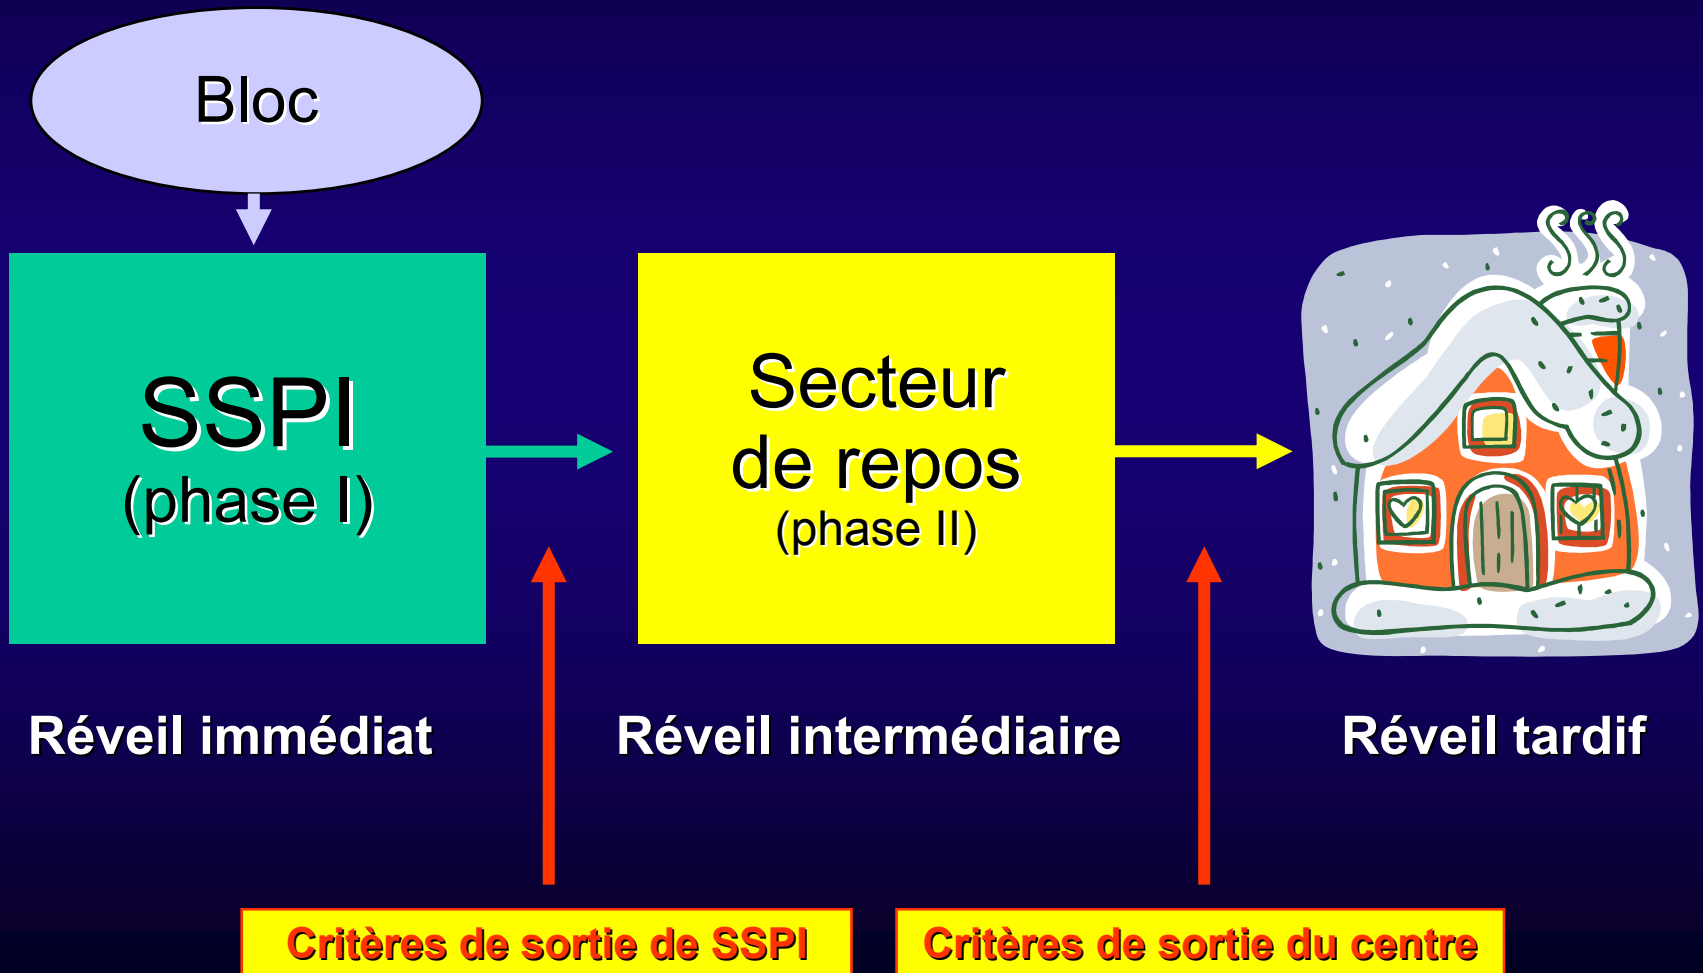 Bloc
SSPI
(phase I)
Secteur
de repos
(phase II)
Réveil immédiat
Réveil intermédiaire
Réveil tardif
Critères de sortie de SSPI
Critères de sortie du centre